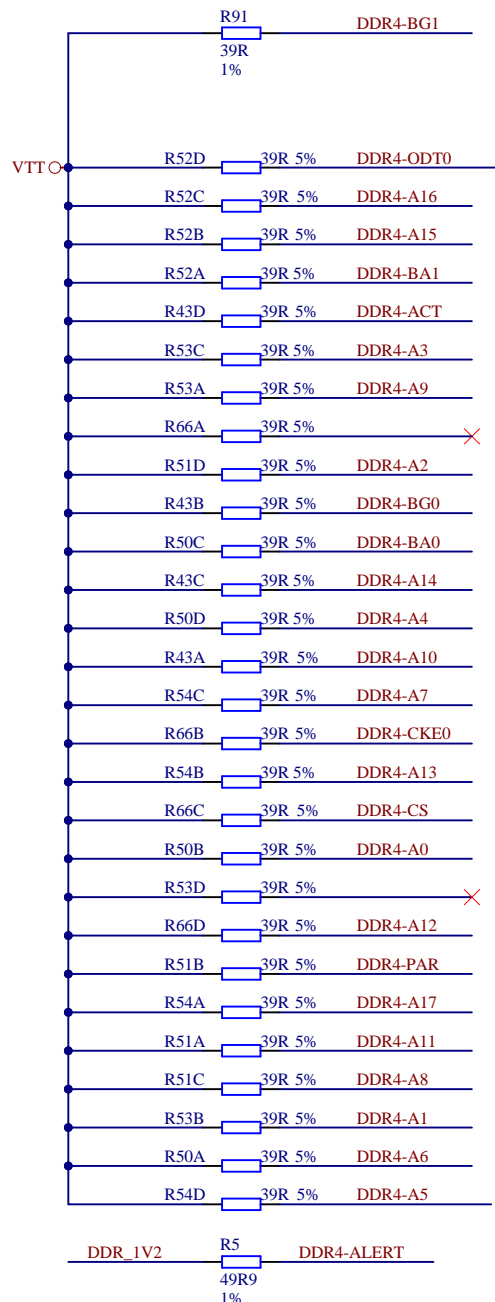 R91 DDR4-BG1
39R
1%
VTT R52D 39R 5% DDR4-ODT0
R52C 39R 5% DDR4-A16
R52B 39R 5% DDR4-A15
R52A 39R 5% DDR4-BA1
R43D 39R 5% DDR4-ACT
R53C 39R 5% DDR4-A3
R53A 39R 5% DDR4-A9
R66A 39R 5%
R51D 39R 5% DDR4-A2
R43B 39R 5% DDR4-BG0
R50C 39R 5% DDR4-BA0
R43C 39R 5% DDR4-A14
R50D 39R 5% DDR4-A4
R43A 39R 5% DDR4-A10
R54C 39R 5% DDR4-A7
R66B 39R 5% DDR4-CKE0
R54B 39R 5% DDR4-A13
R66C 39R 5% DDR4-CS
R50B 39R 5% DDR4-A0
R53D 39R 5%
R66D 39R 5% DDR4-A12
R51B 39R 5% DDR4-PAR
R54A 39R 5% DDR4-A17
R51A 39R 5% DDR4-A11
R51C 39R 5% DDR4-A8
R53B 39R 5% DDR4-A1
R50A 39R 5% DDR4-A6
R54D 39R 5% DDR4-A5
DDR_1V2 R5 DDR4-ALERT
49R9
1%